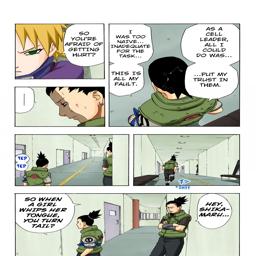 AS A
CELL
LEADER,
ALL I
COULD
DO WAS...
...PUT MY
TRUST IN
THEM.
I
WAS TOO
NAIVE...
INADEQUATE
FOR THE
TASK...
THIS IS
ALL MY
FAULT.
SO
YOU'RE
AFRAID OF
GETTING
HURT?
HEY,
SHIKA-
MARU...
SO WHEN
A GIRL
WHIPS HER
TONGUE,
YOU TURN
TAIL?